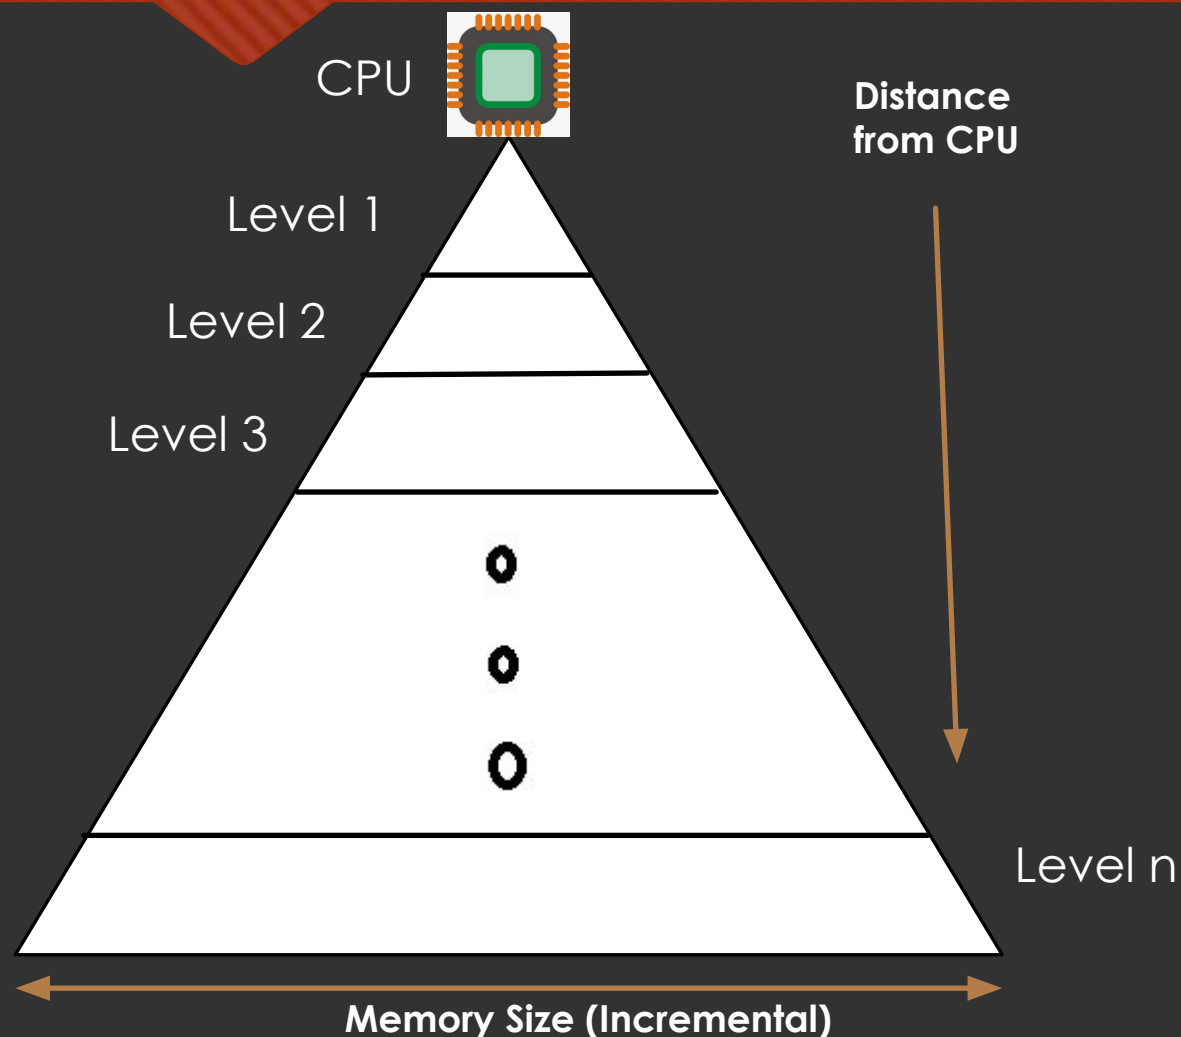 CPU
Distance
from CPU
Level 1
Level 2
Level 3
Level n
Memory Size (Incremental)